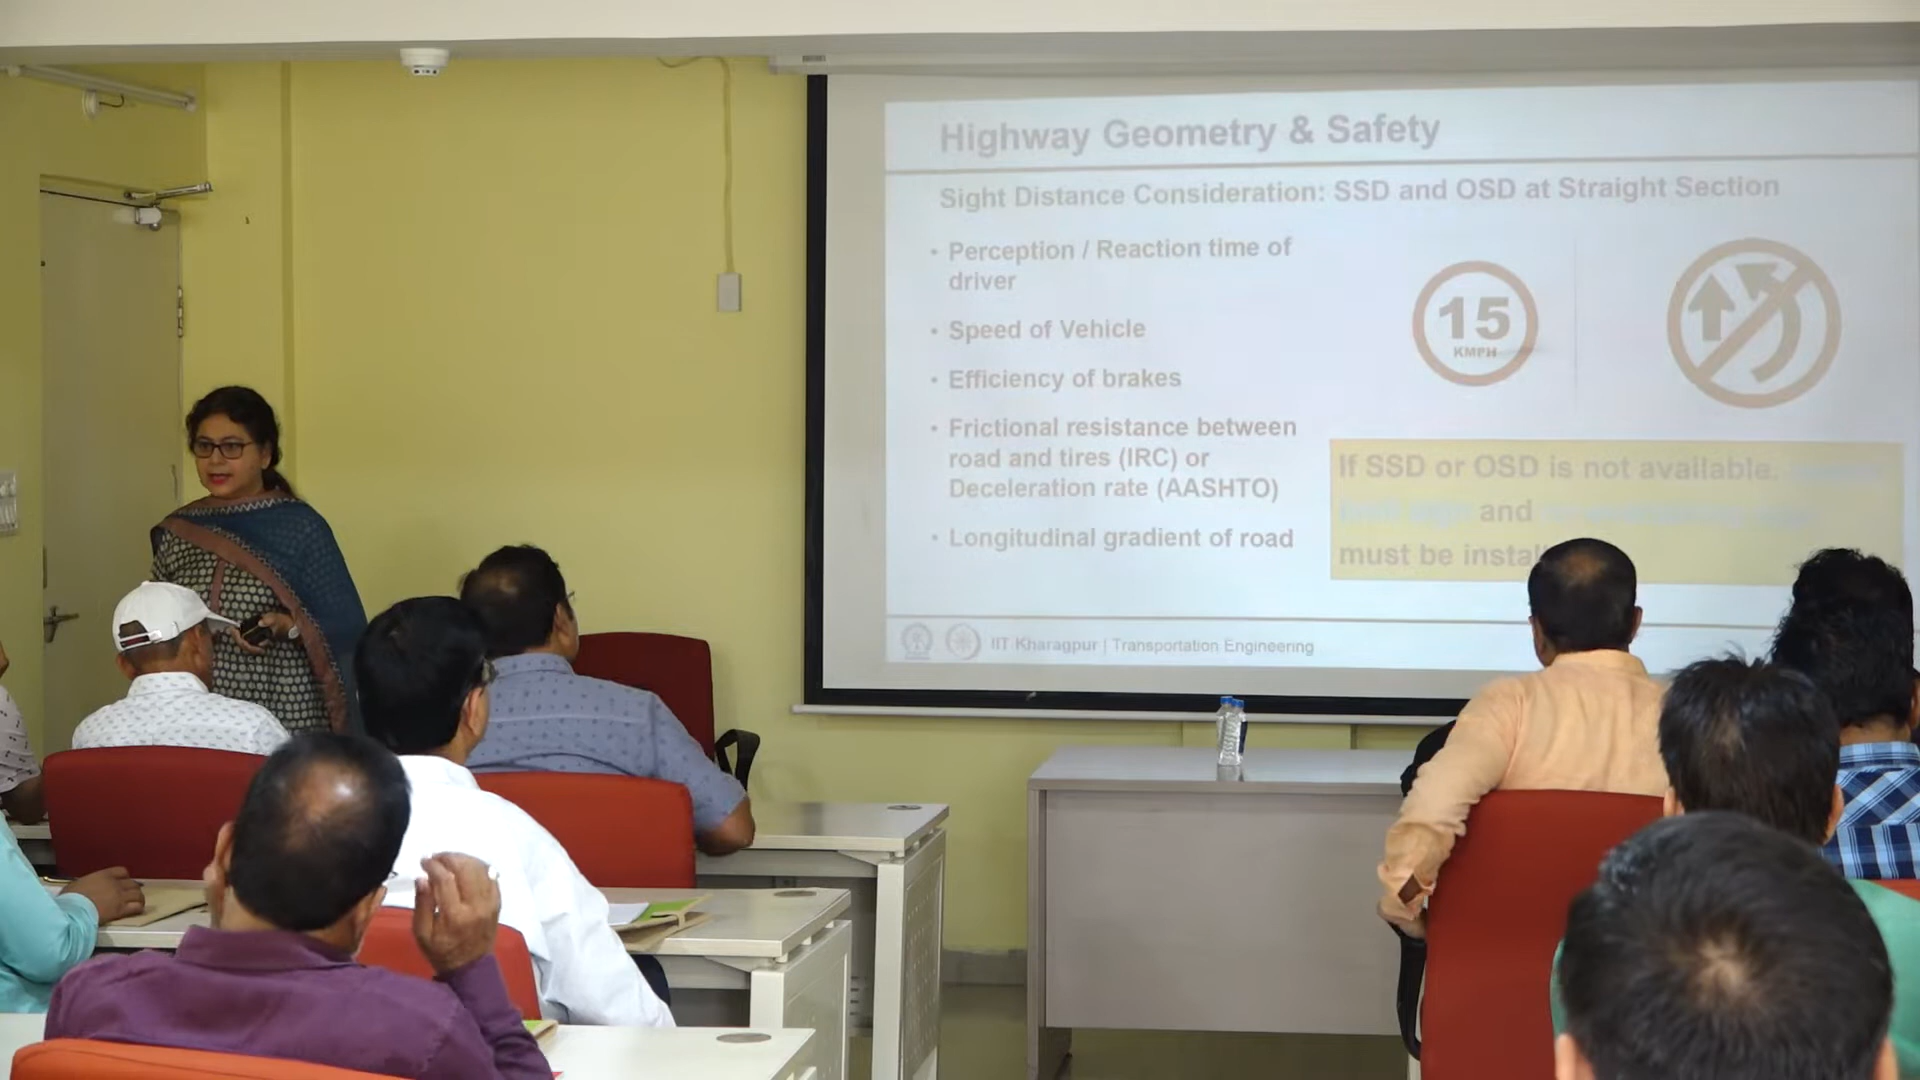 Highway Geometry & Safety
Sight Distance Consideration: SSD and OSD at Straight Section
• Perception / Reaction time of
driver
• Speed of Vehicle
• Efficiency of brakes
• Frictional resistance between
road and tires (IRC) or
Deceleration rate (AASHTO)
• Longitudinal gradient of road
15
KMPH
If SSD or OSD is not available.
and
must be instal
IIT Kharagpur | Transportation Engineering